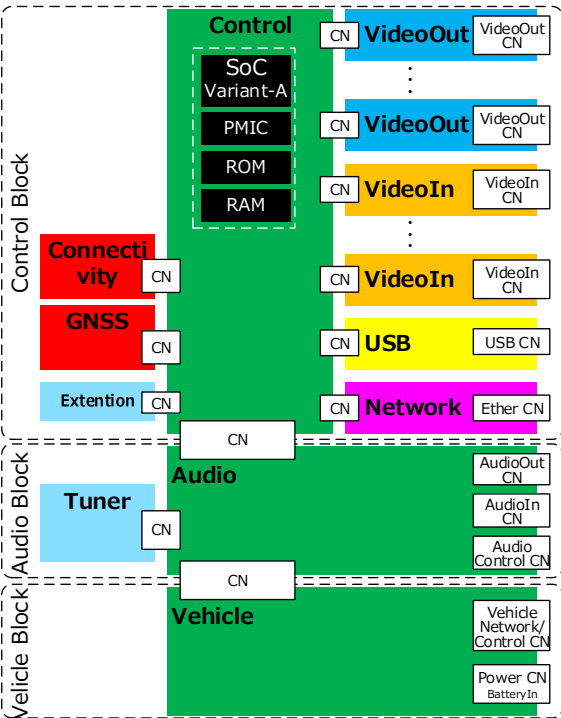 Control Block
Control
SoC
Variant-A
PMIC
ROM
RAM
CN
VideoOut
VideoOut
CN
CN
VideoOut
VideoOut
CN
CN
VideoIn
VideoIn
CN
CN
VideoIn
VideoIn
CN
CN
USB
USB CN
CN
Network
Ether CN
Connecti
vity
CN
GNSS
CN
Extention
CN
CN
Audio Block
Audio
Tuner
CN
AudioOut
CN
AudioIn
CN
Audio
Control CN
CN
Velicle Block
Vehicle
Vehicle
Network/
Control CN
Power CN
BatteryIn